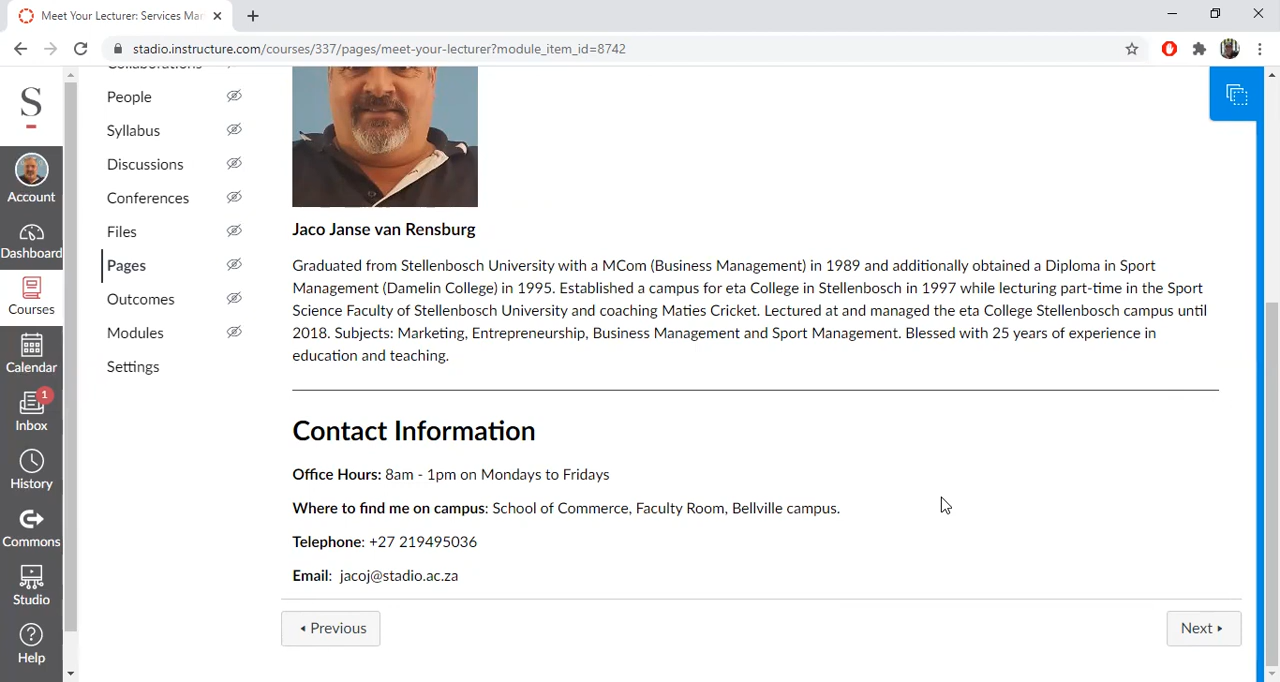 Meet Your Lecturer: Services Mar
stadio.instructure.com/courses/337/pages/meet-your-lecturer?module_item_id=8742
S
Account
Dashboard
Courses
Calendar
1
Inbox
History
Commons
Studio
Help
Collaborations
People
Syllabus
Discussions
Conferences
Files
Pages
Outcomes
Modules
Settings
Jaco Janse van Rensburg
Graduated from Stellenbosch University with a MCom (Business Management) in 1989 and additionally obtained a Diploma in Sport
Management (Damelin College) in 1995. Established a campus for eta College in Stellenbosch in 1997 while lecturing part-time in the Sport
Science Faculty of Stellenbosch University and coaching Maties Cricket. Lectured at and managed the eta College Stellenbosch campus until
2018. Subjects: Marketing, Entrepreneurship, Business Management and Sport Management. Blessed with 25 years of experience in
education and teaching.
Contact Information
Office Hours: 8am - 1pm on Mondays to Fridays
Where to find me on campus: School of Commerce, Faculty Room, Bellville campus.
Telephone: +27 219495036
Email: jacoj@stadio.ac.za
Previous
Next